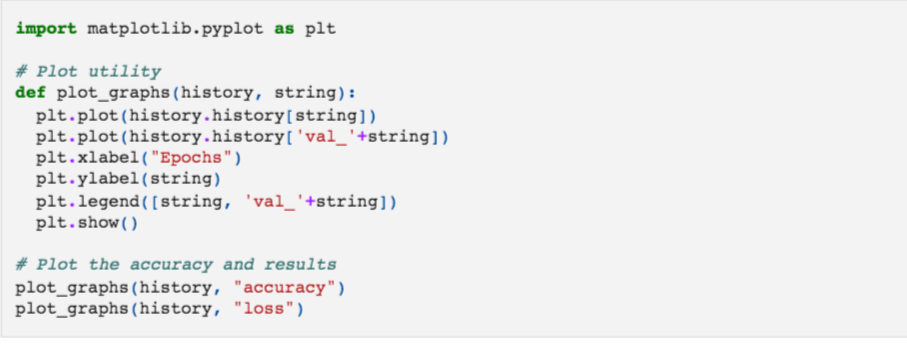 import matplotlib.pyplot as plt

# Plot utility
def plot_graphs(history, string):
  plt.plot(history.history[string])
  plt.plot(history.history['val_'+string])
  plt.xlabel("Epochs")
  plt.ylabel(string)
  plt.legend([string, 'val_'+string])
  plt.show()

# Plot the accuracy and results
plot_graphs(history, "accuracy")
plot_graphs(history, "loss")